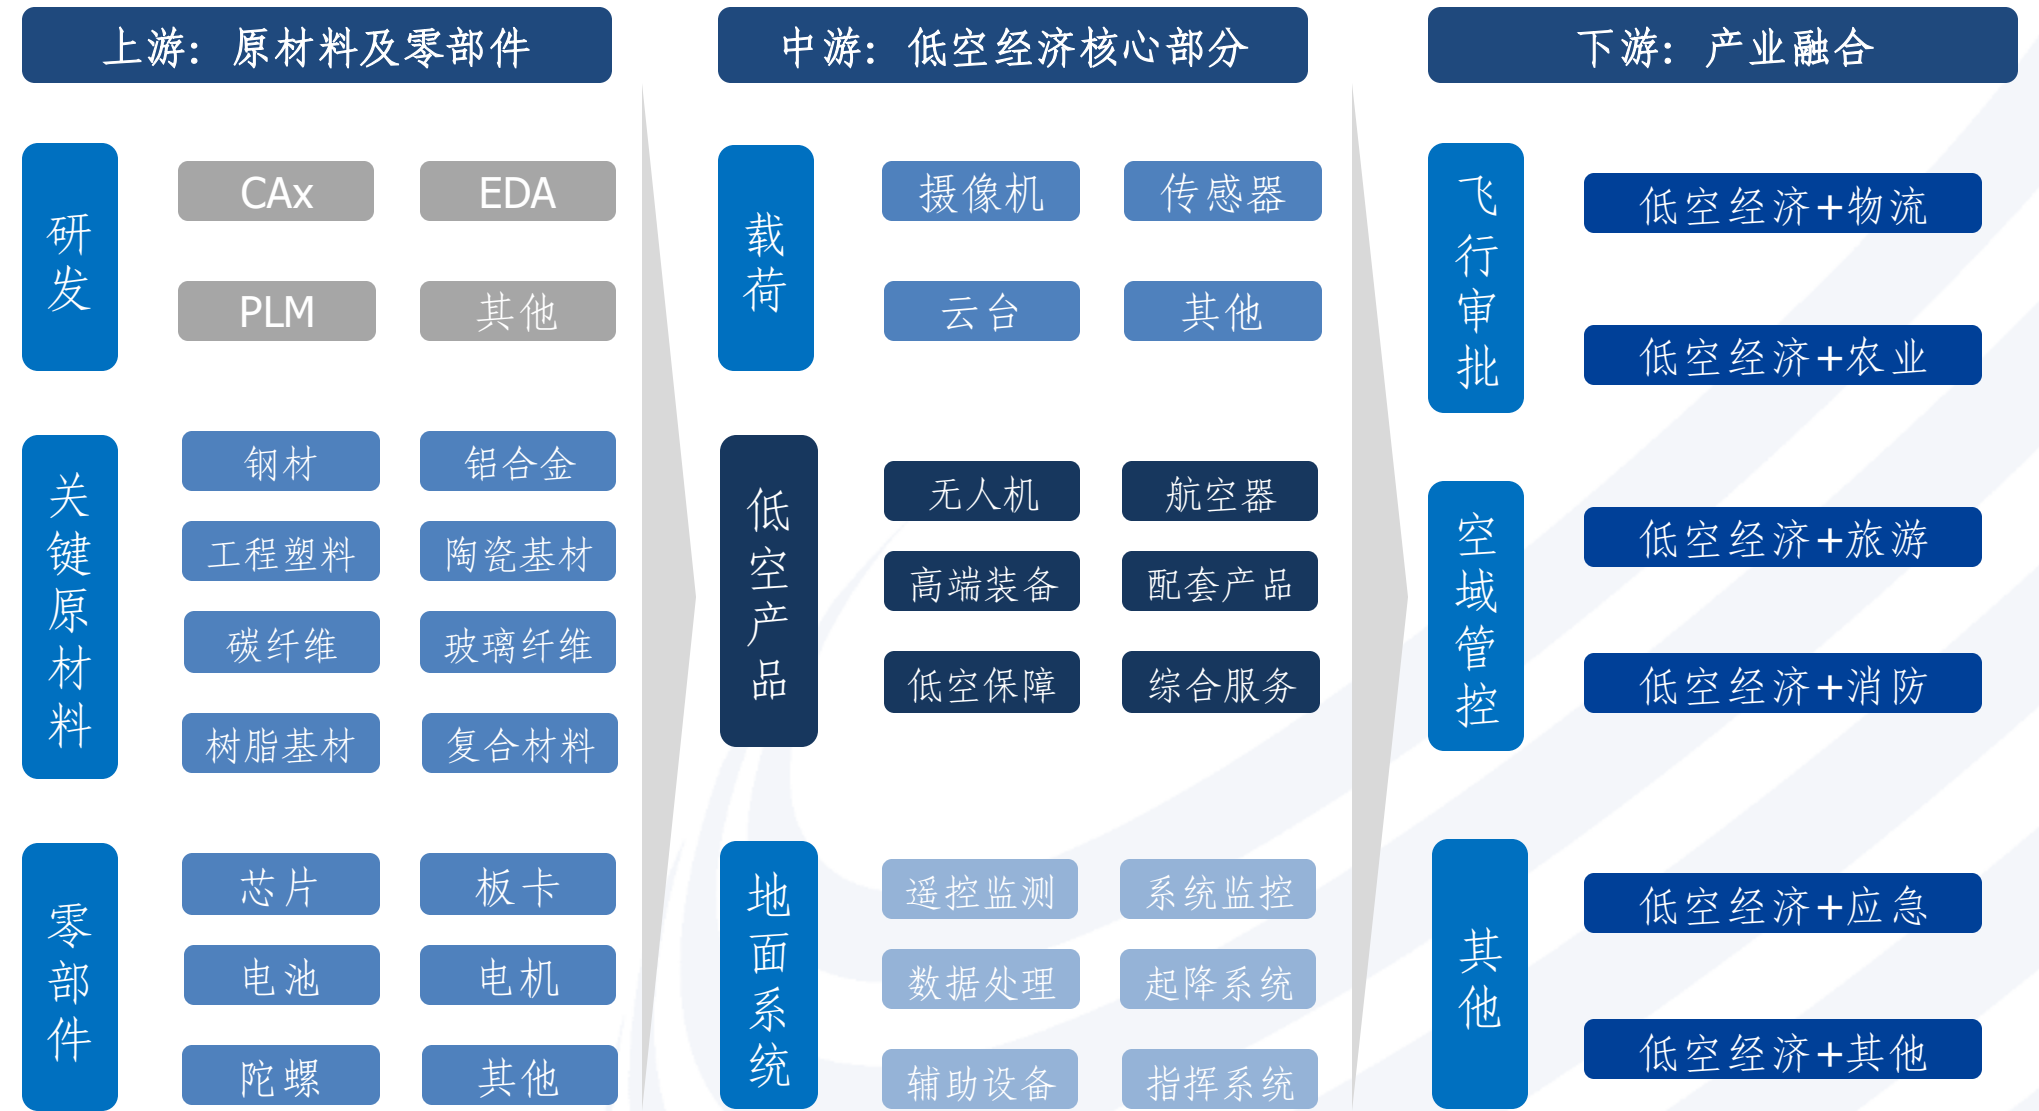 上游：原材料及零部件
研发
CAx
EDA
PLM
其他
关键原材料
钢材
铝合金
工程塑料
陶瓷基材
碳纤维
玻璃纤维
树脂基材
复合材料
零部件
芯片
板卡
电池
电机
陀螺
其他
中游：低空经济核心部分
载荷
摄像机
传感器
云台
其他
低空产品
无人机
航空器
高端装备
配套产品
低空保障
综合服务
地面系统
遥控监测
系统监控
数据处理
起降系统
辅助设备
指挥系统
下游：产业融合
飞行审批
低空经济+物流
低空经济+农业
空域管控
低空经济+旅游
低空经济+消防
其他
低空经济+应急
低空经济+其他